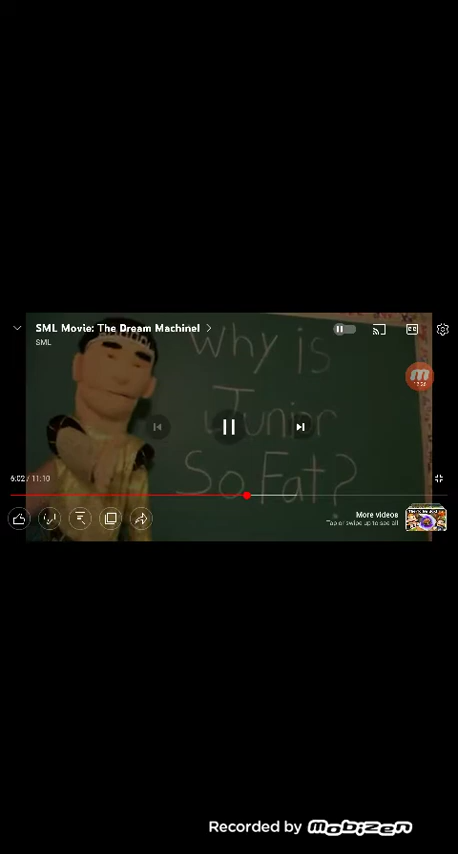 SML Movie: The Dream Machine!
SML
Why is
Junior
So Fat?
6:02 / 11:10
More videos
Tap or swipe up to see all
Recorded by Mobizen